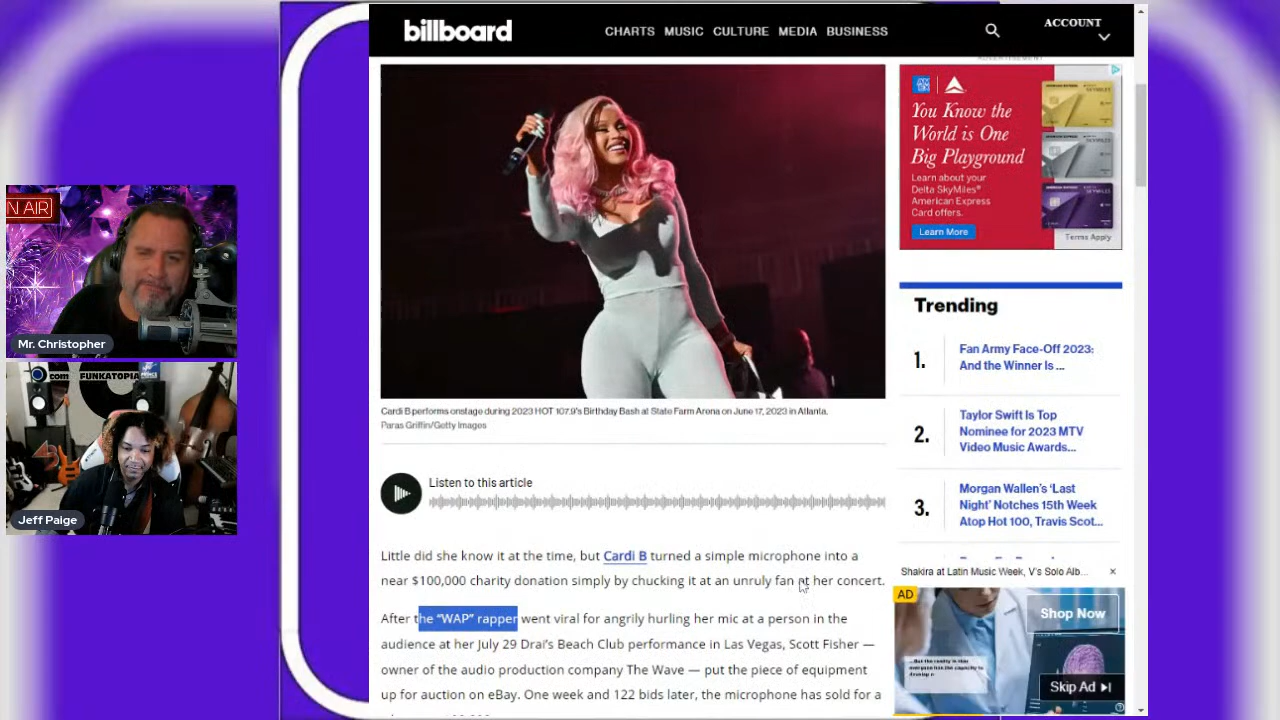 billboard
CHARTS MUSIC CULTURE MEDIA BUSINESS
ACCOUNT
N AIR
Mr. Christopher
com FUNKATOPIA
Jeff Paige
Cardi B performs onstage during 2023 HOT 107.9's Birthday Bash at State Farm Arena on June 17, 2023 in Atlanta.
Paras Griffin/Getty Images
Listen to this article
Little did she know it at the time, but Cardi B turned a simple microphone into a
near $100,000 charity donation simply by chucking it at an unruly fan at her concert.
After the “WAP” rapper went viral for angrily hurling her mic at a person in the
audience at her July 29 Drai’s Beach Club performance in Las Vegas, Scott Fisher —
owner of the audio production company The Wave — put the piece of equipment
up for auction on eBay. One week and 122 bids later, the microphone has sold for a
You Know the
World is One
Big Playground
Learn about your
Delta SkyMiles®
American Express
Card offers.
Learn More
Terms Apply
Trending
1.
Fan Army Face-Off 2023:
And the Winner Is ...
2.
Taylor Swift Is Top
Nominee for 2023 MTV
Video Music Awards...
3.
Morgan Wallen’s ‘Last
Night’ Notches 15th Week
Atop Hot 100, Travis Scot...
Shakira at Latin Music Week, V's Solo Alb... ×
AD
Shop Now
Skip Ad